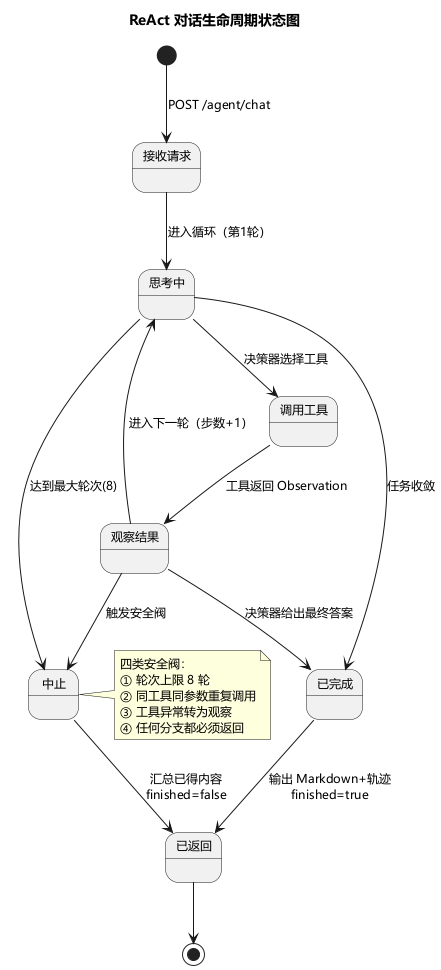 ReAct 对话生命周期状态图
POST /agent/chat
接收请求
进入循环（第1轮）
思考中
决策器选择工具
调用工具
进入下一轮（步数+1）
达到最大轮次(8)
工具返回 Observation
任务收敛
观察结果
触发安全阀
决策器给出最终答案
四类安全阀：
① 轮次上限 8 轮
② 同工具同参数重复调用
③ 工具异常转为观察
④ 任何分支都必须返回
中止
已完成
汇总已得内容
finished=false
输出 Markdown+轨迹
finished=true
已返回